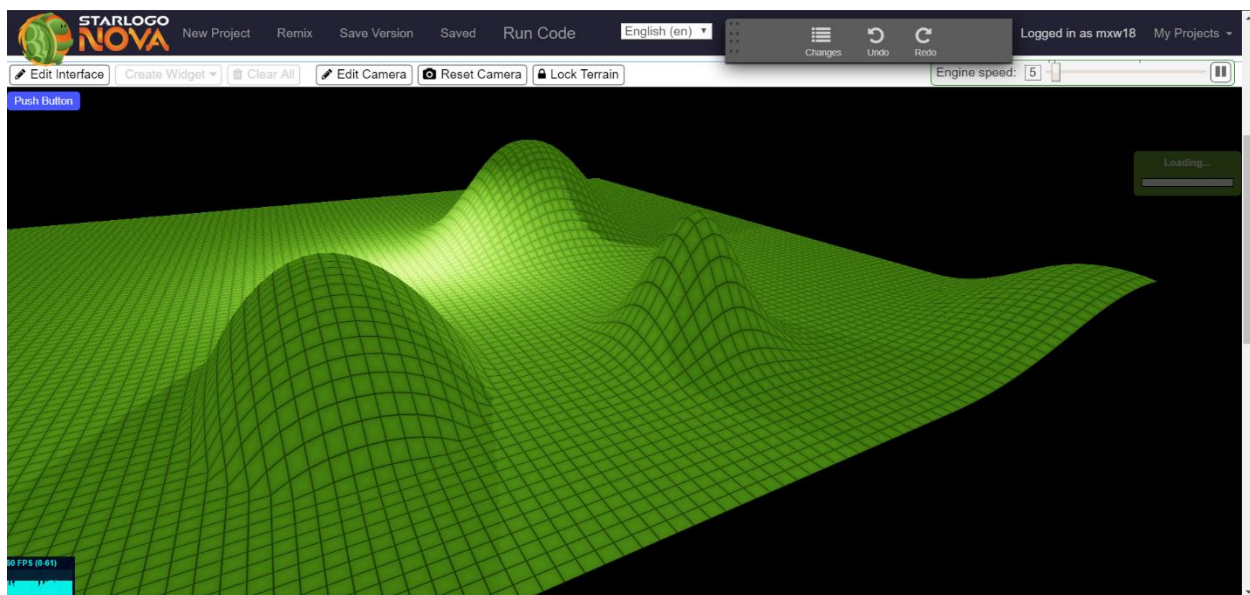 STARLOGO
NOVA
New Project Remix Save Version Saved Run Code English (en) Changes Undo Redo Logged in as mxw18 My Projects
Edit Interface Create Widget Clear All Edit Camera Reset Camera Lock Terrain Engine speed: 5
Push Button
Loading...
60 FPS (0-61)